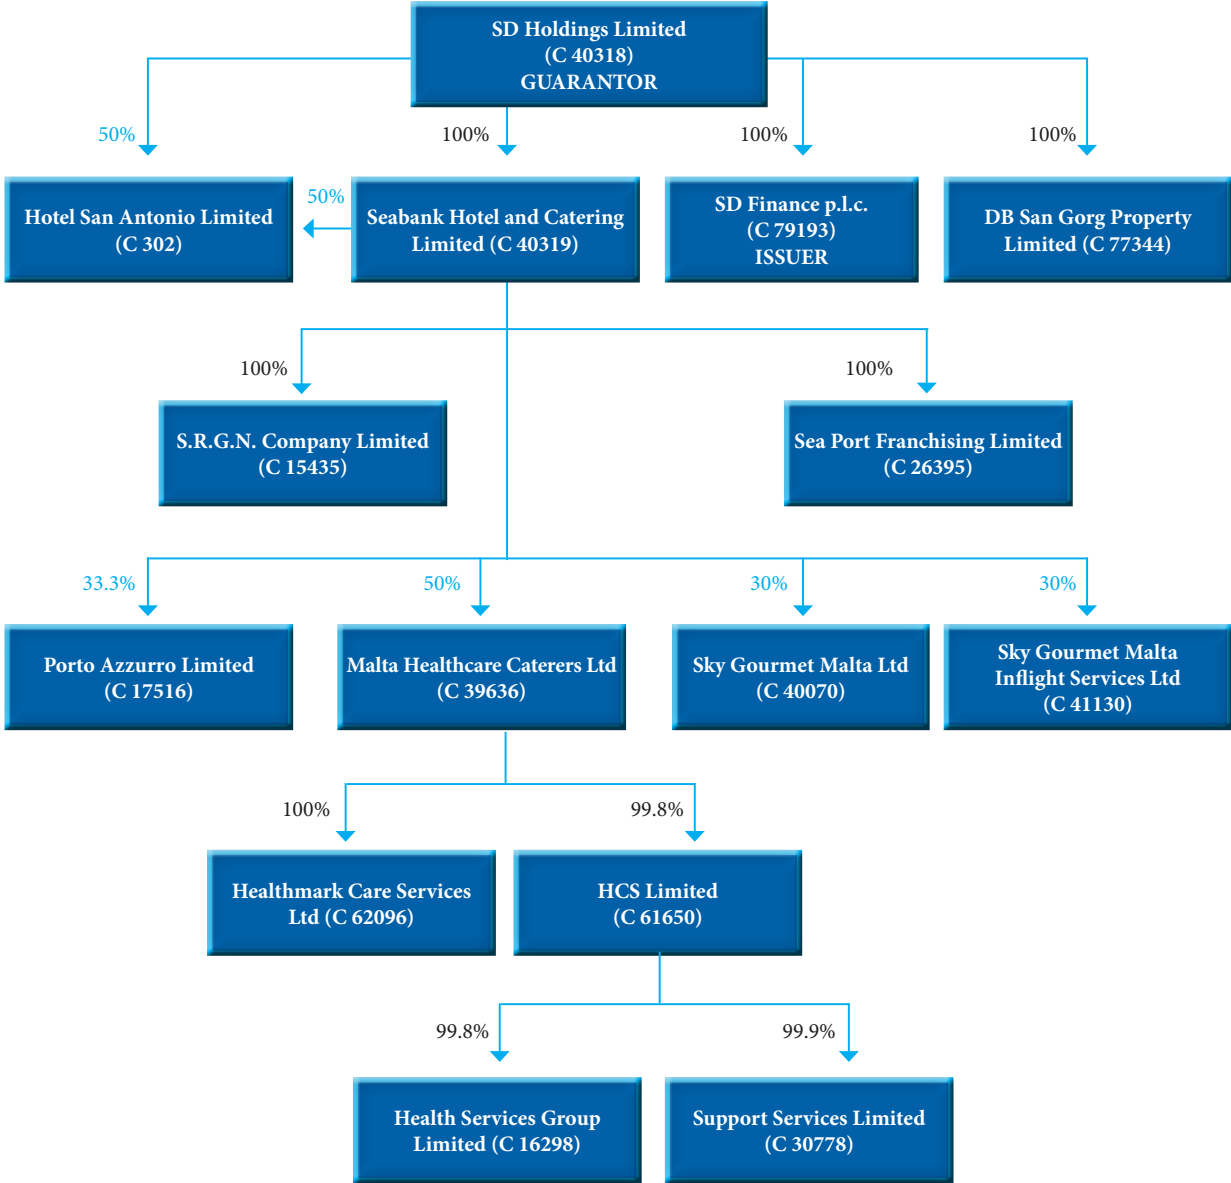 SD Holdings Limited
(C 40318)
GUARANTOR
50%
100%
100%
100%
Hotel San Antonio Limited
(C 302)
50%
Seabank Hotel and Catering
Limited (C 40319)
SD Finance p.l.c.
(C 79193)
ISSUER
DB San Gorg Property
Limited (C 77344)
100%
100%
S.R.G.N. Company Limited
(C 15435)
Sea Port Franchising Limited
(C 26395)
33.3%
50%
30%
30%
Porto Azzurro Limited
(C 17516)
Malta Healthcare Caterers Ltd
(C 39636)
Sky Gourmet Malta Ltd
(C 40070)
Sky Gourmet Malta
Inflight Services Ltd
(C 41130)
100%
99.8%
Healthmark Care Services
Ltd (C 62096)
HCS Limited
(C 61650)
99.8%
99.9%
Health Services Group
Limited (C 16298)
Support Services Limited
(C 30778)